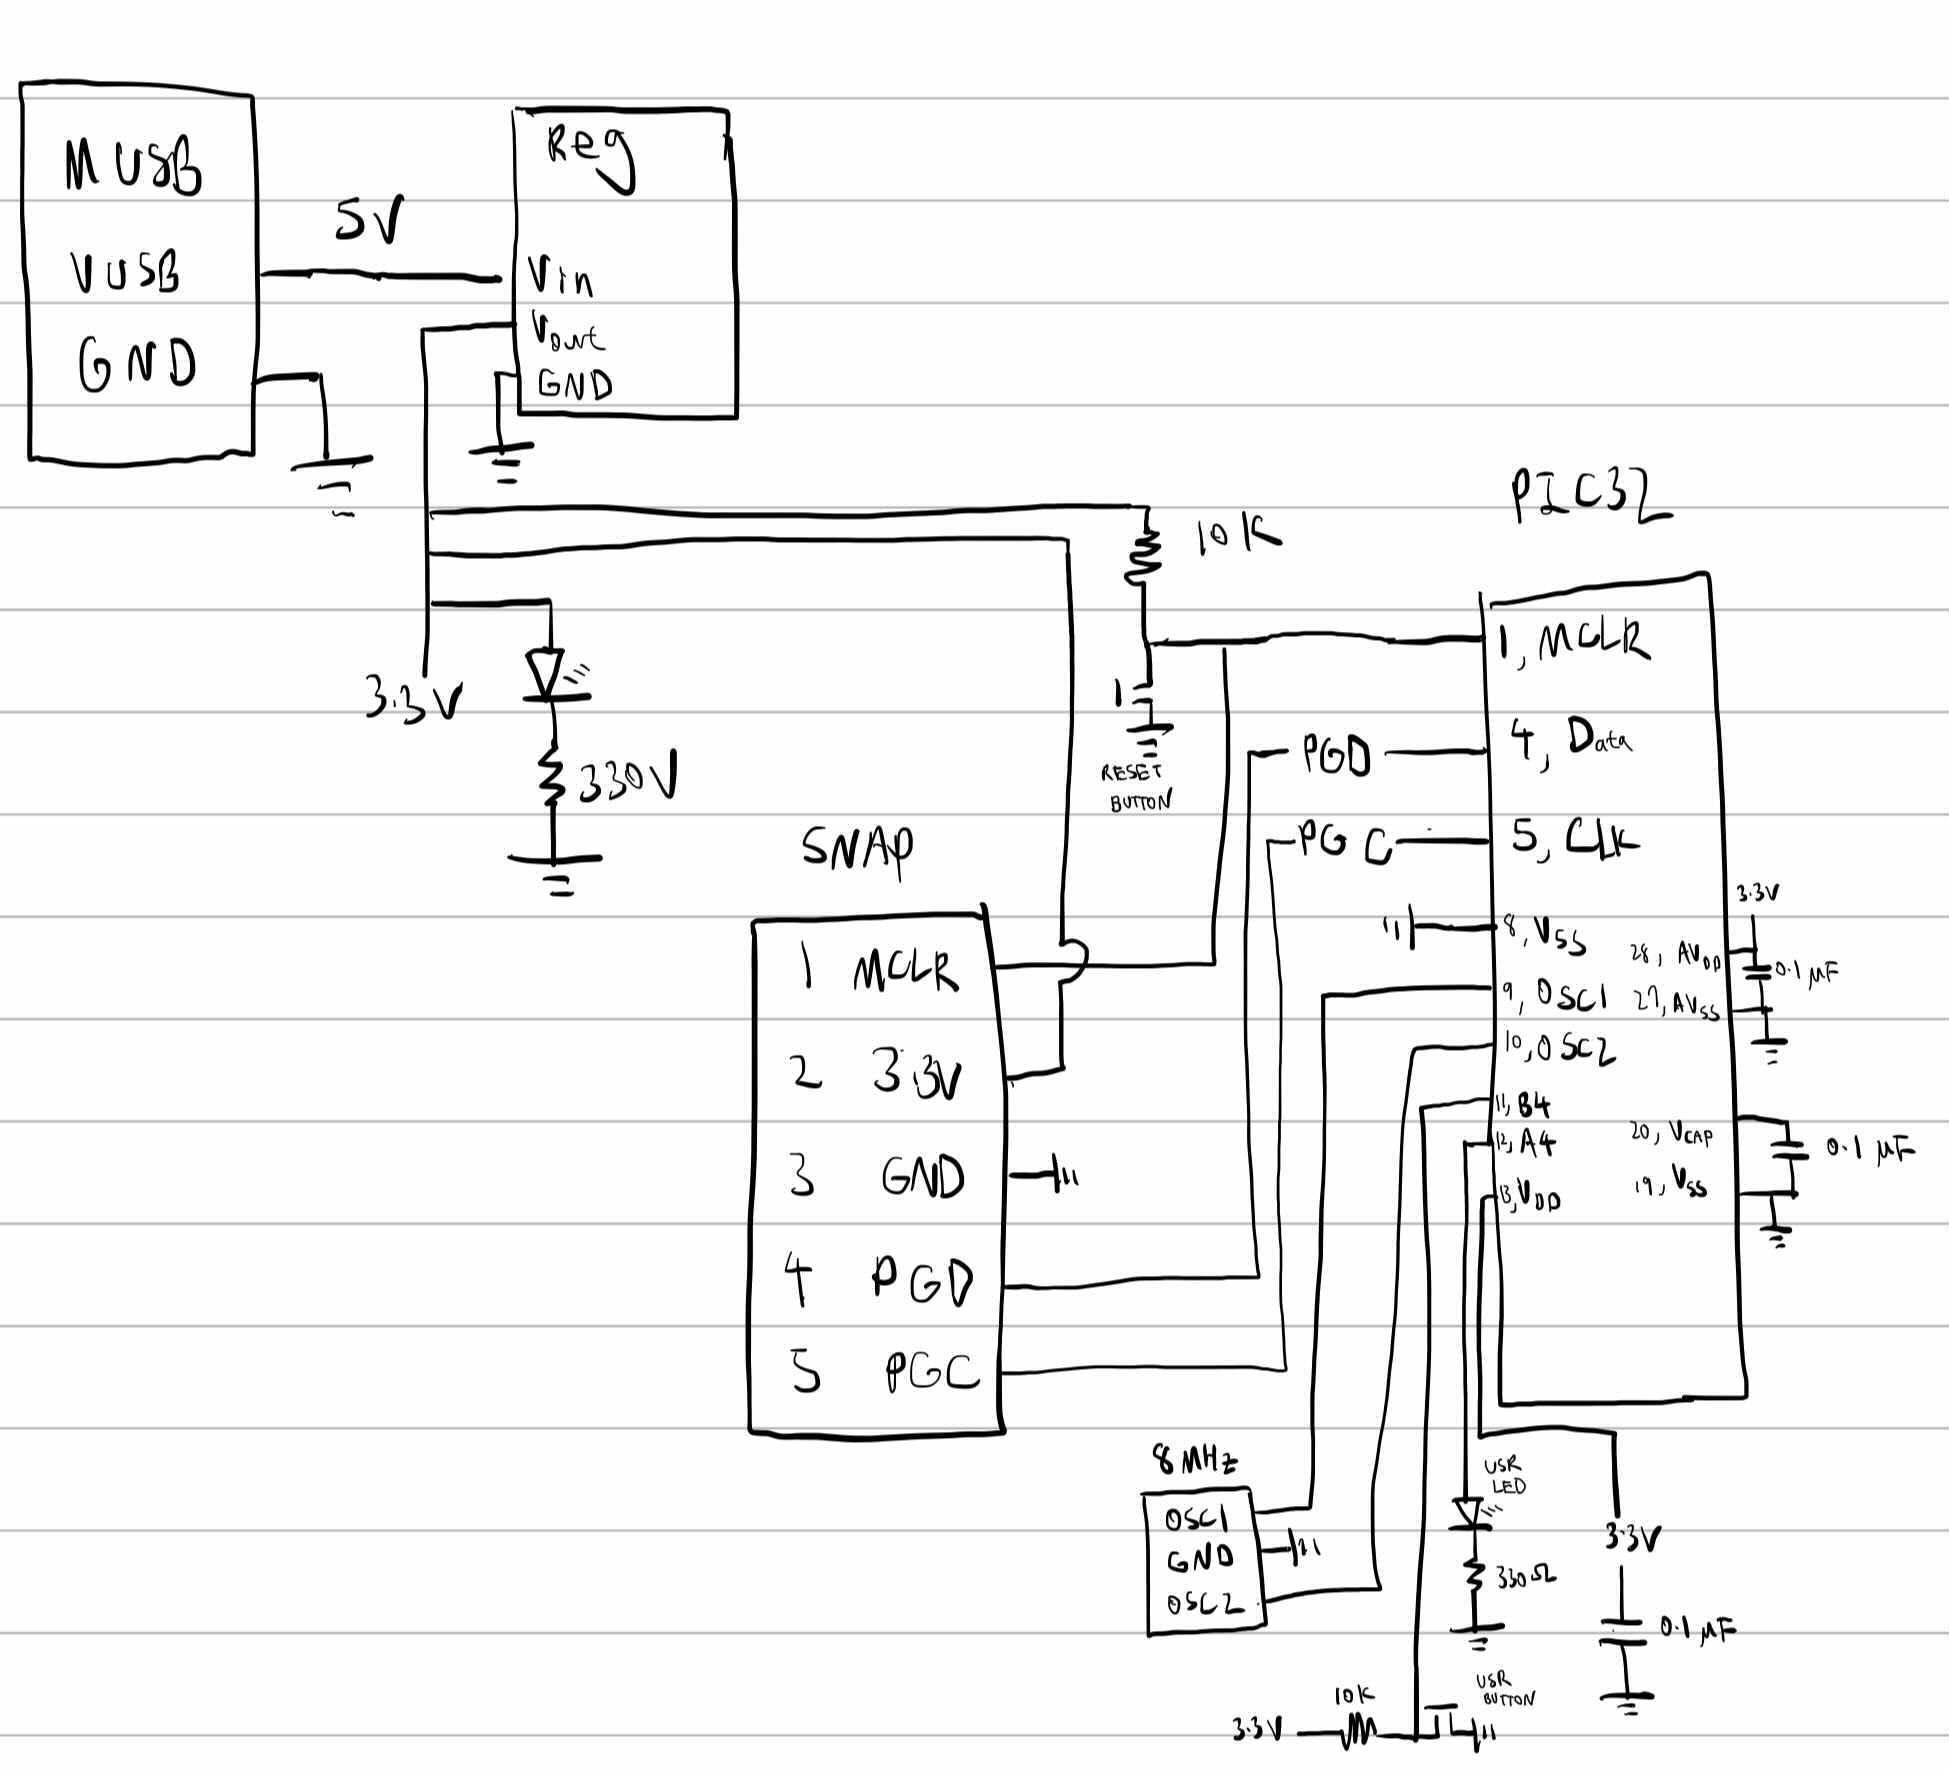 MUSB
VUSB
GND
5V
Reg
Vin
Vout
GND
3.3V
330V
10K
RESET
BUTTON
PIC32
1, MCLR
4, Data
5, CLK
8, VSS
9, OSC1
10, OSC2
11, B4
12, A4
13, VDD
28, AVDD
27, AVSS
20, VCAP
19, VSS
3.3V
0.1 μF
0.1 μF
PGD
PGC
SNAP
1 MCLR
2 3.3V
3 GND
4 PGD
5 PGC
8 MHz
OSC1
GND
OSC2
USR
LED
330Ω
3.3V
0.1 μF
USR
BUTTON
10K
3.3V